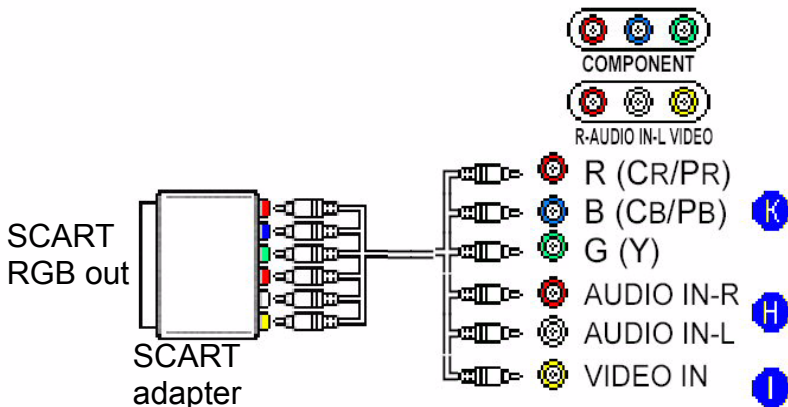 COMPONENT
R-AUDIO IN-L VIDEO
R (CR/PR)
B (CB/PB)
K
G (Y)
SCART
RGB out
AUDIO IN-R
H
AUDIO IN-L
SCART
adapter
VIDEO IN
I